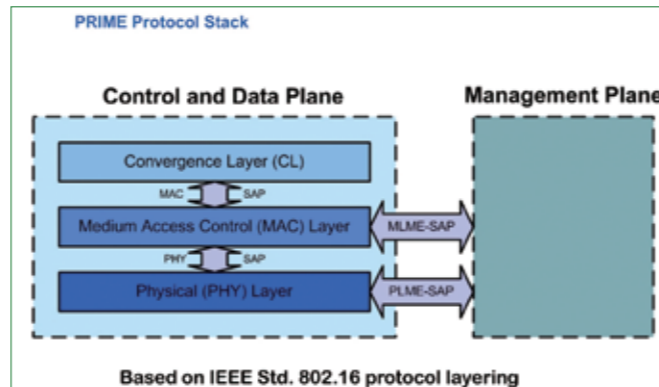 PRIME Protocol Stack
Control and Data Plane
Management Plane
Convergence Layer (CL)
MAC SAP
Medium Access Control (MAC) Layer
MLME-SAP
PHY SAP
Physical (PHY) Layer
PLME-SAP
Based on IEEE Std. 802.16 protocol layering